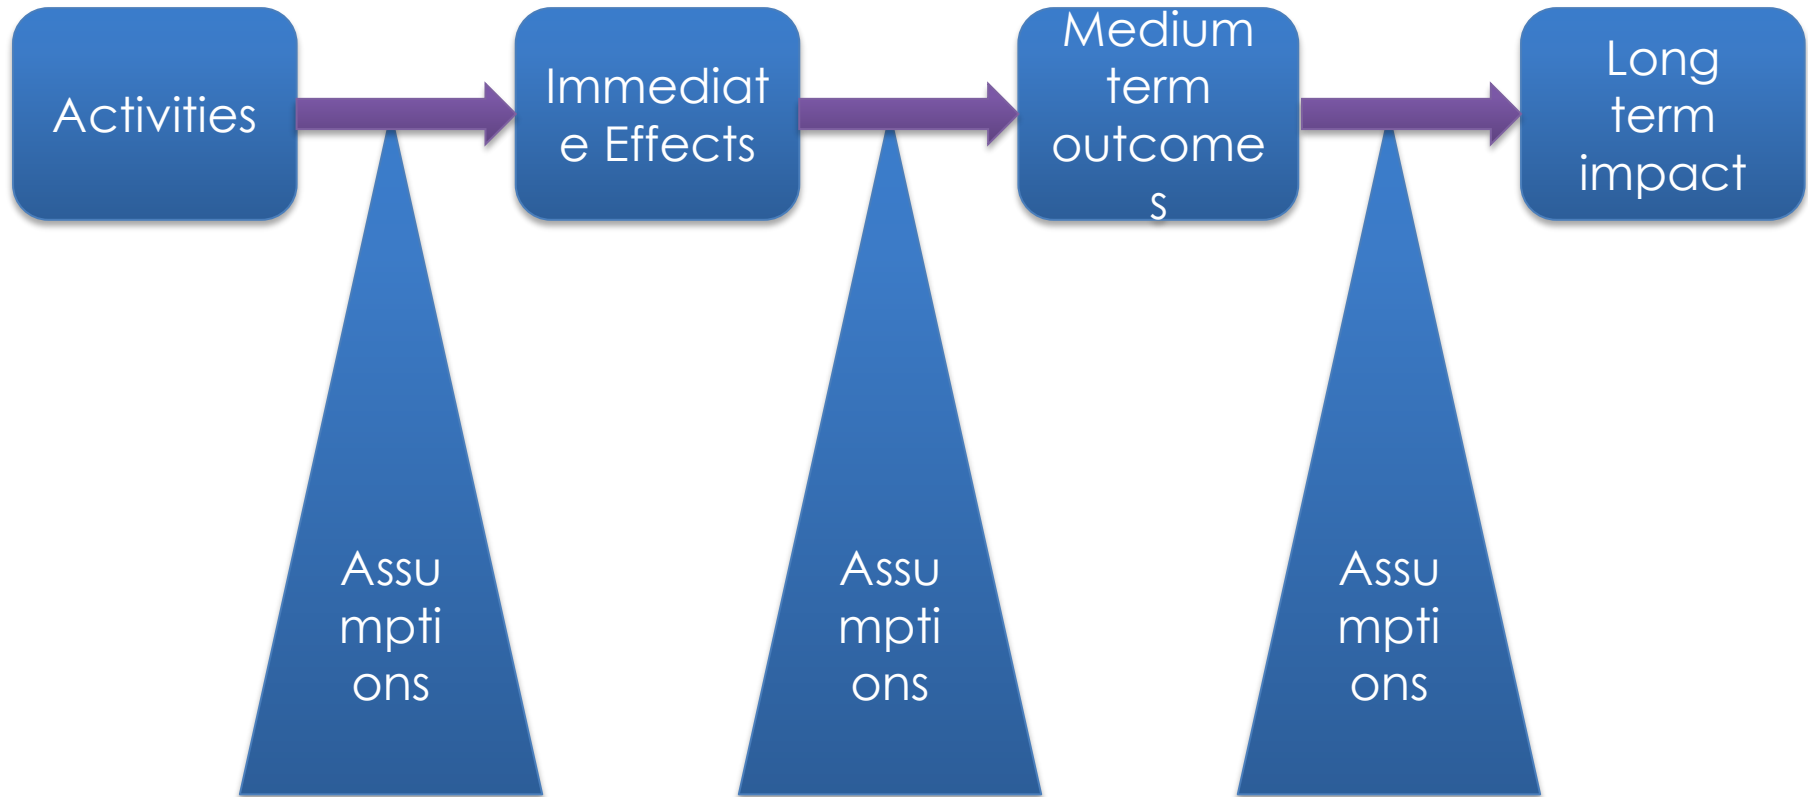 Activities
Immediat
e Effects
Medium
term
outcome
s
Long
term
impact
Assu
mpti
ons
Assu
mpti
ons
Assu
mpti
ons